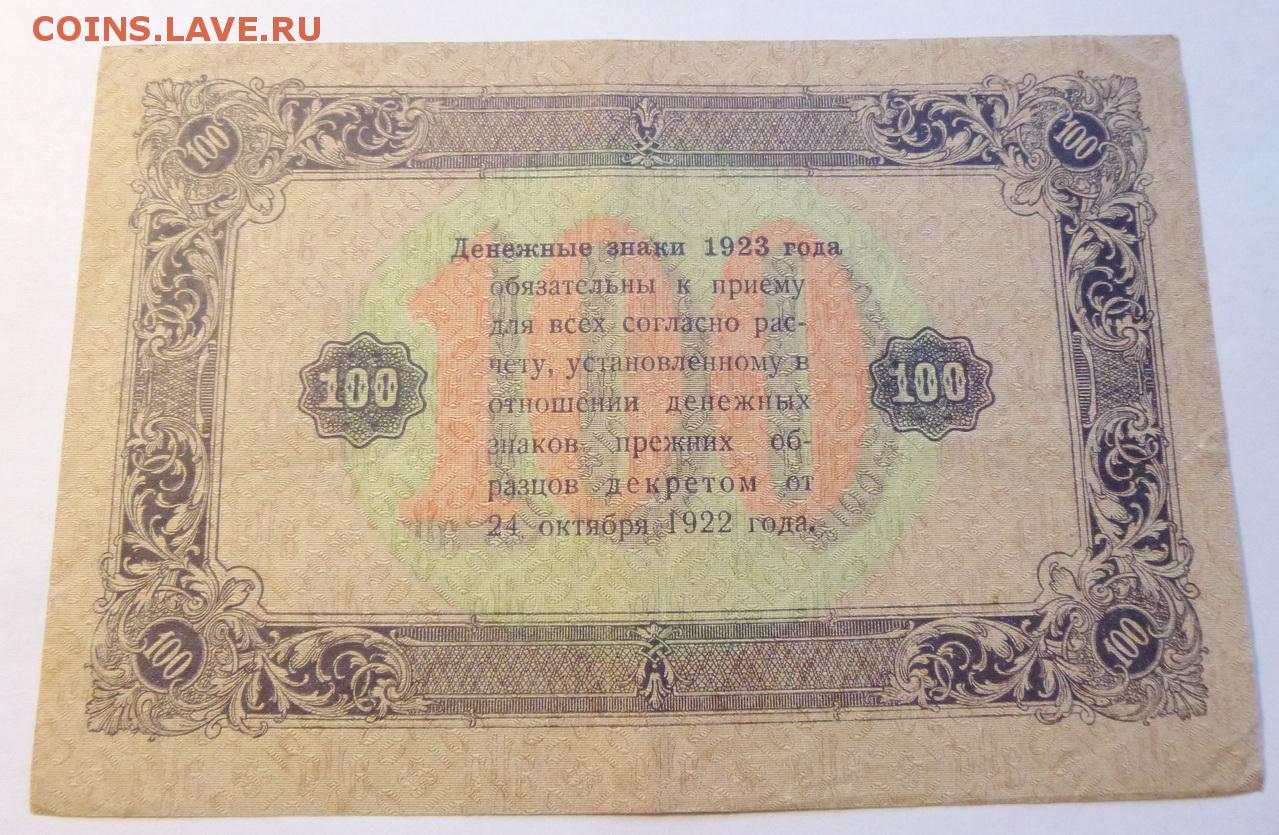 COINS.LAVE.RU
100 100
Денежные знаки 1923 года
обязательны к приему
для всех согласно рас-
чету, установленному в
100 отношении денежных 100
знаков прежних об-
разцов декретом от
24 октября 1922 года.
100
100 100